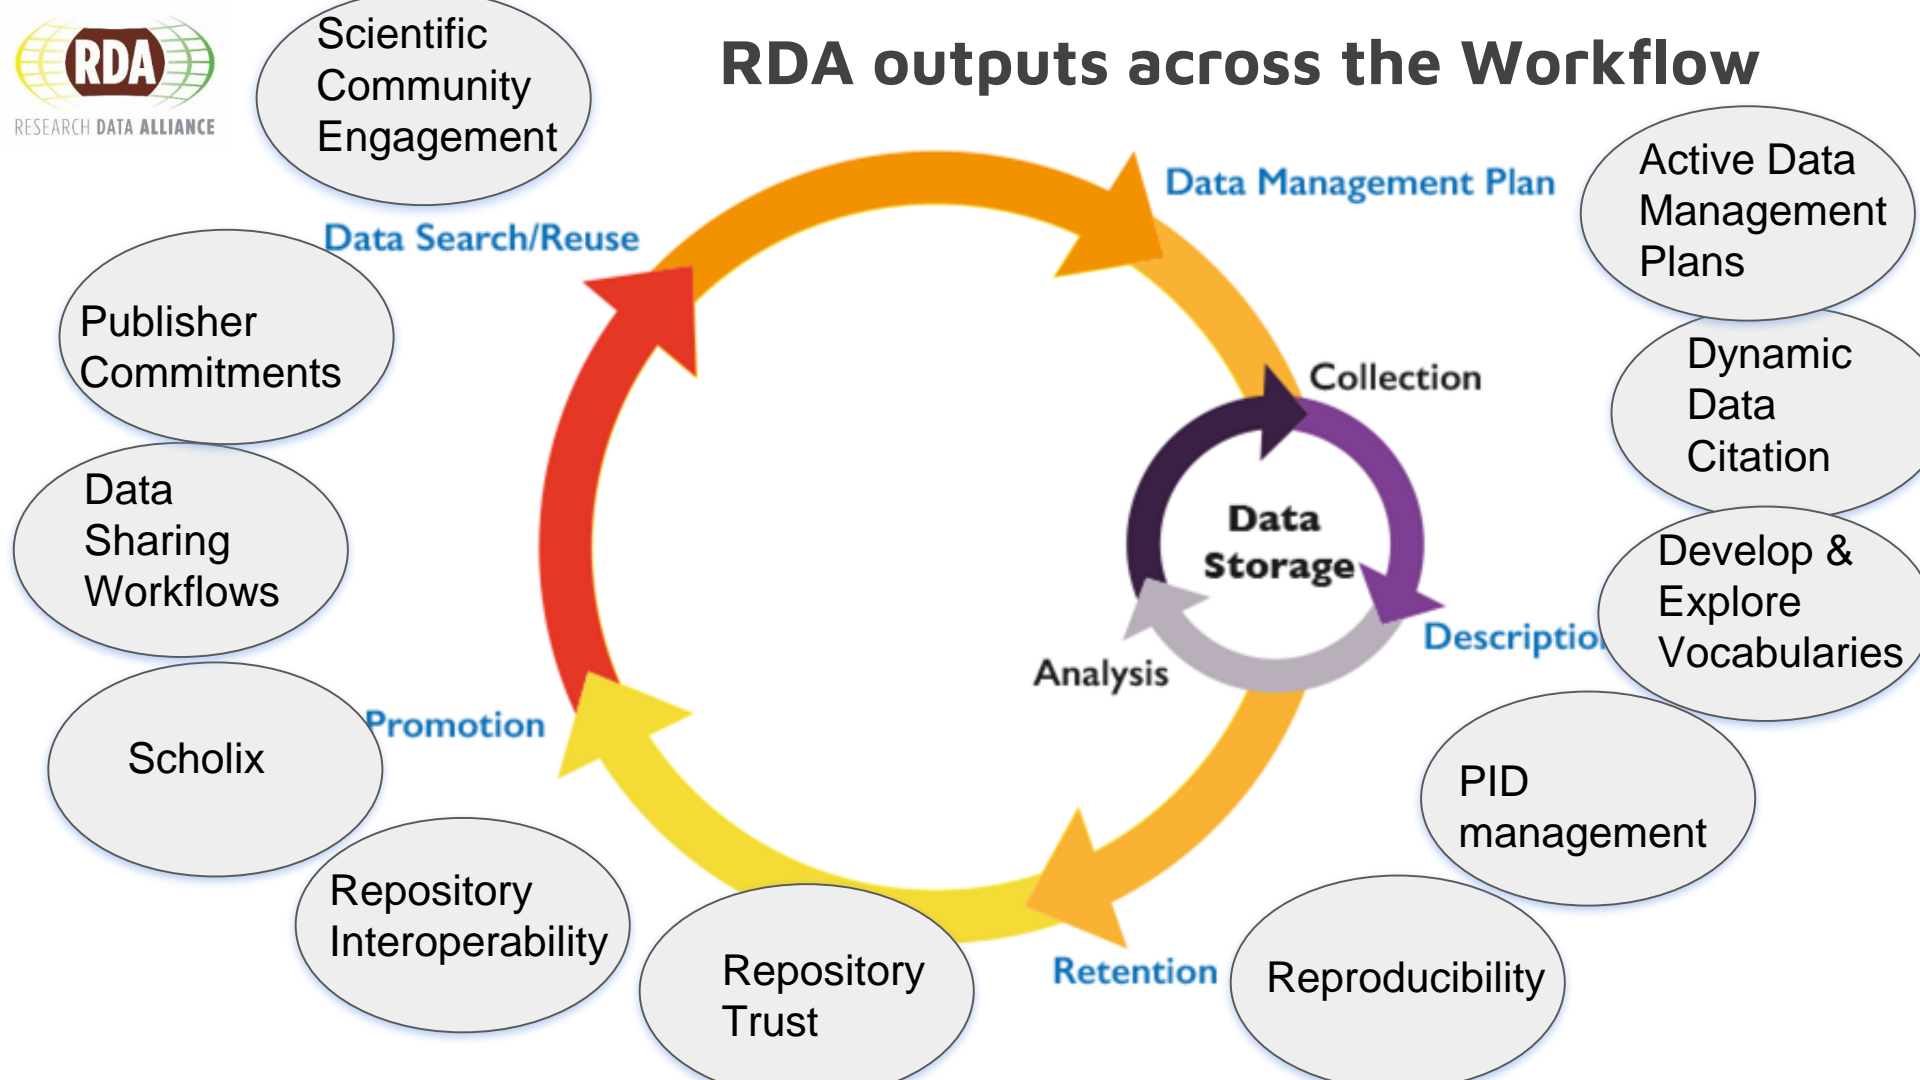 RDA
RESEARCH DATA ALLIANCE
Scientific
Community
Engagement
RDA outputs across the Workflow
Data Management Plan
Active Data
Management
Plans
Data Search/Reuse
Publisher
Commitments
Collection
Dynamic
Data
Citation
Data
Sharing
Workflows
Data
Storage
Develop &
Explore
Vocabularies
Descriptio
Analysis
Promotion
Scholix
PID
management
Repository
Interoperability
Repository
Trust
Retention
Reproducibility